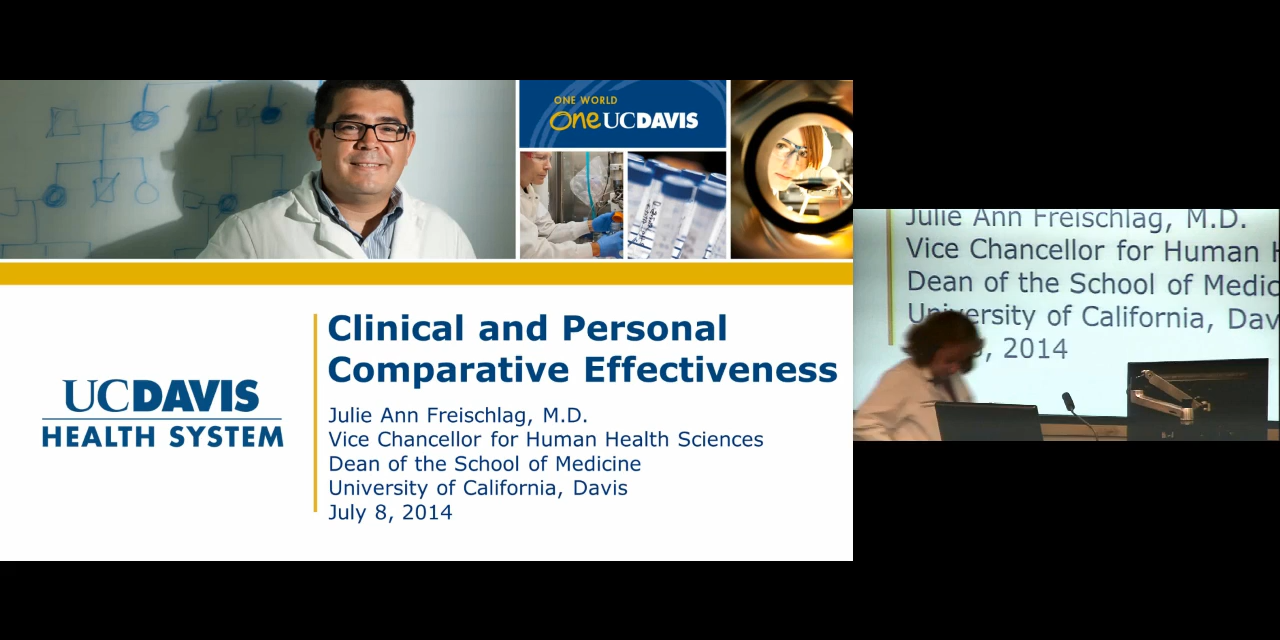 ONE WORLD
One UCDAVIS
Clinical and Personal
Comparative Effectiveness
UCDAVIS
HEALTH SYSTEM
Julie Ann Freischlag, M.D.
Vice Chancellor for Human Health Sciences
Dean of the School of Medicine
University of California, Davis
July 8, 2014
Julie Ann Freischlag, M.D.
Vice Chancellor for Human H
Dean of the School of Medic
University of California, Dav
, 2014